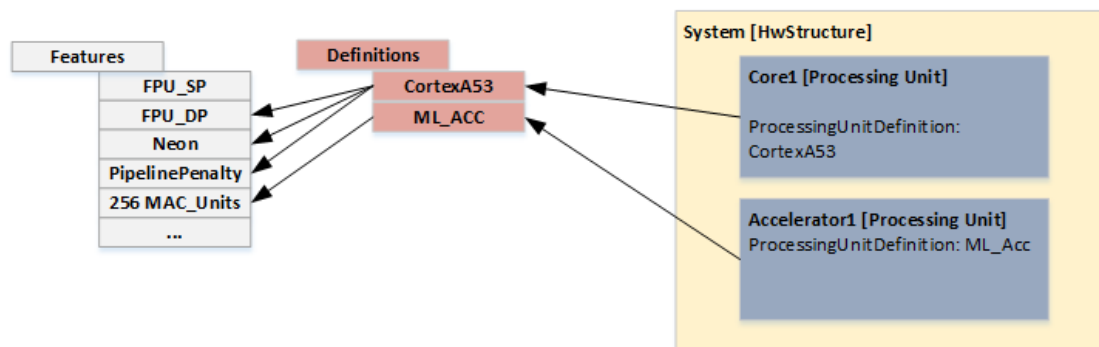 Features
FPU_SP
FPU_DP
Neon
PipelinePenalty
256 MAC_Units
...
Definitions
CortexA53
ML_ACC
System [HwStructure]
Core1 [Processing Unit]
ProcessingUnitDefinition:
CortexA53
Accelerator1 [Processing Unit]
ProcessingUnitDefinition: ML_Acc